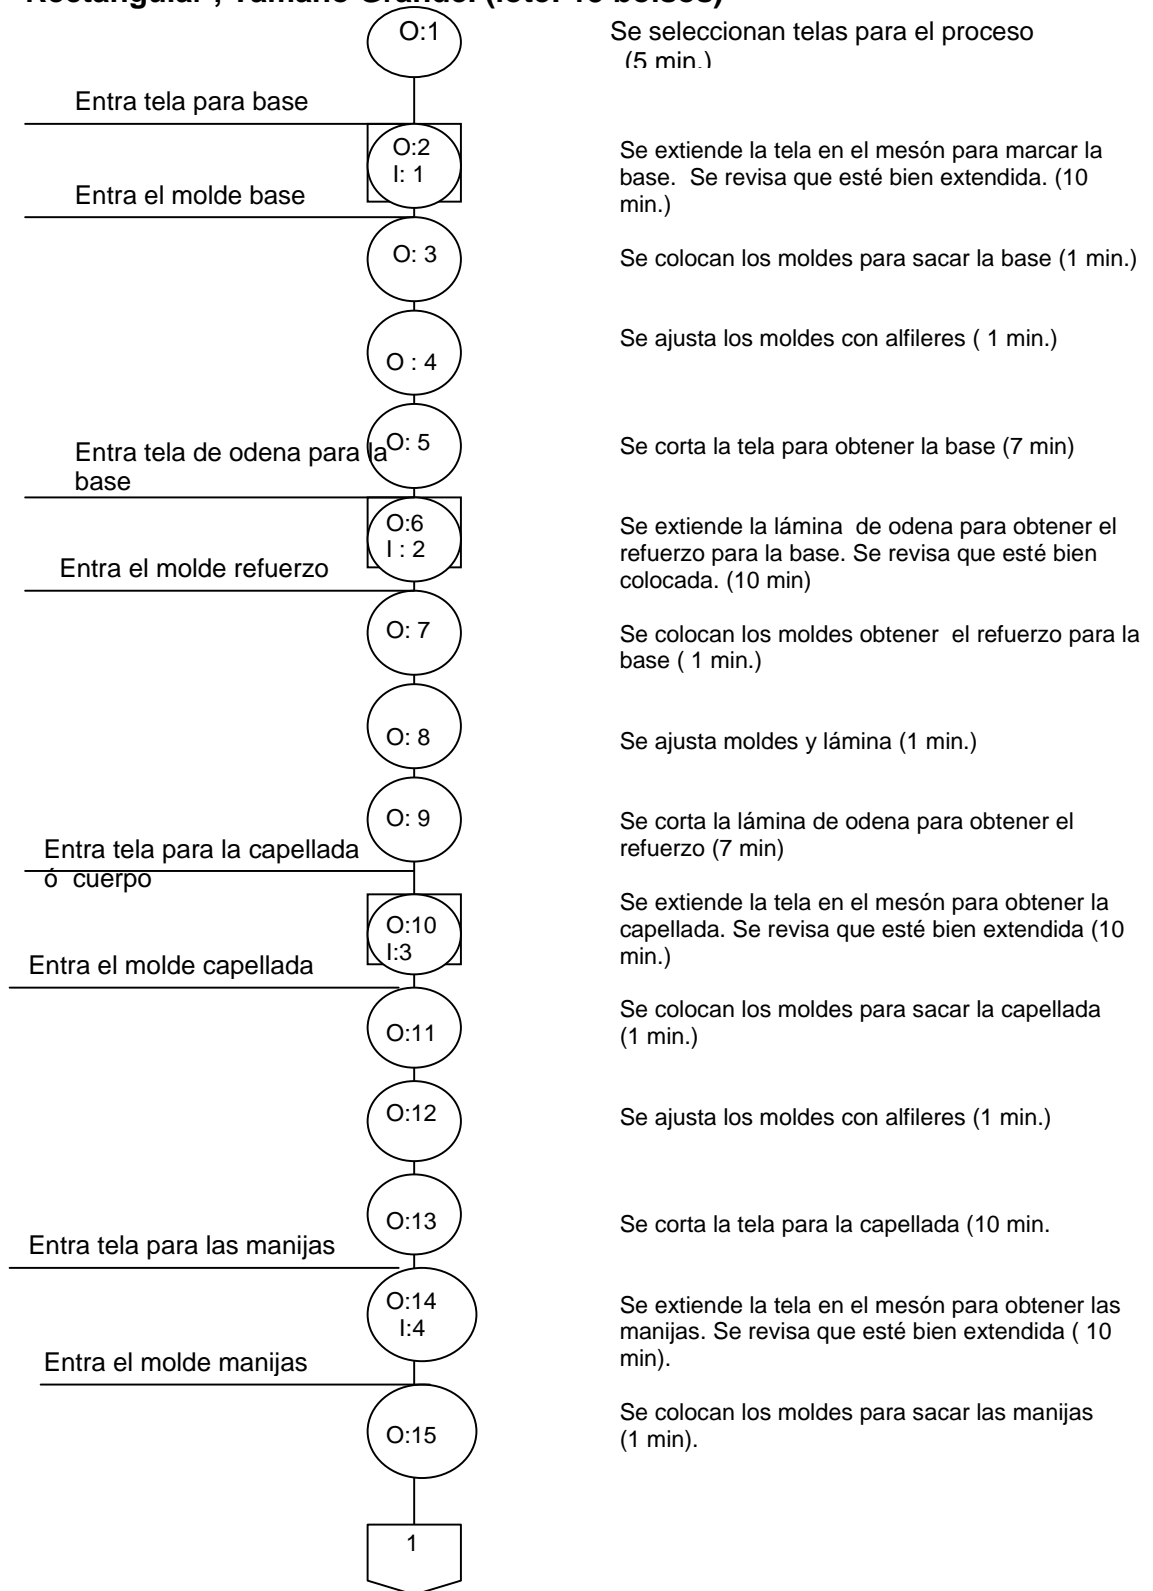 Rectangular", Tamaño Grande. (lote: 10 bolsos)
O:1
Se seleccionan telas para el proceso
(5 min.)
Entra tela para base
O:2
I: 1
Se extiende la tela en el mesón para marcar la
base.  Se revisa que esté bien extendida. (10
min.)
Entra el molde base
O: 3
Se colocan los moldes para sacar la base (1 min.)
O : 4
Se ajusta los moldes con alfileres ( 1 min.)
O: 5
Se corta la tela para obtener la base (7 min)
Entra tela de odena para la
base
O:6
I : 2
Se extiende la lámina  de odena para obtener el
refuerzo para la base. Se revisa que esté bien
colocada. (10 min)
Entra el molde refuerzo
O: 7
Se colocan los moldes obtener  el refuerzo para la
base ( 1 min.)
O: 8
Se ajusta moldes y lámina (1 min.)
O: 9
Se corta la lámina de odena para obtener el
refuerzo (7 min)
Entra tela para la capellada
ó  cuerpo
O:10
I:3
Se extiende la tela en el mesón para obtener la
capellada. Se revisa que esté bien extendida (10
min.)
Entra el molde capellada
O:11
Se colocan los moldes para sacar la capellada
(1 min.)
O:12
Se ajusta los moldes con alfileres (1 min.)
O:13
Se corta la tela para la capellada (10 min.
Entra tela para las manijas
O:14
I:4
Se extiende la tela en el mesón para obtener las
manijas. Se revisa que esté bien extendida ( 10
min).
Entra el molde manijas
O:15
Se colocan los moldes para sacar las manijas
(1 min).
1